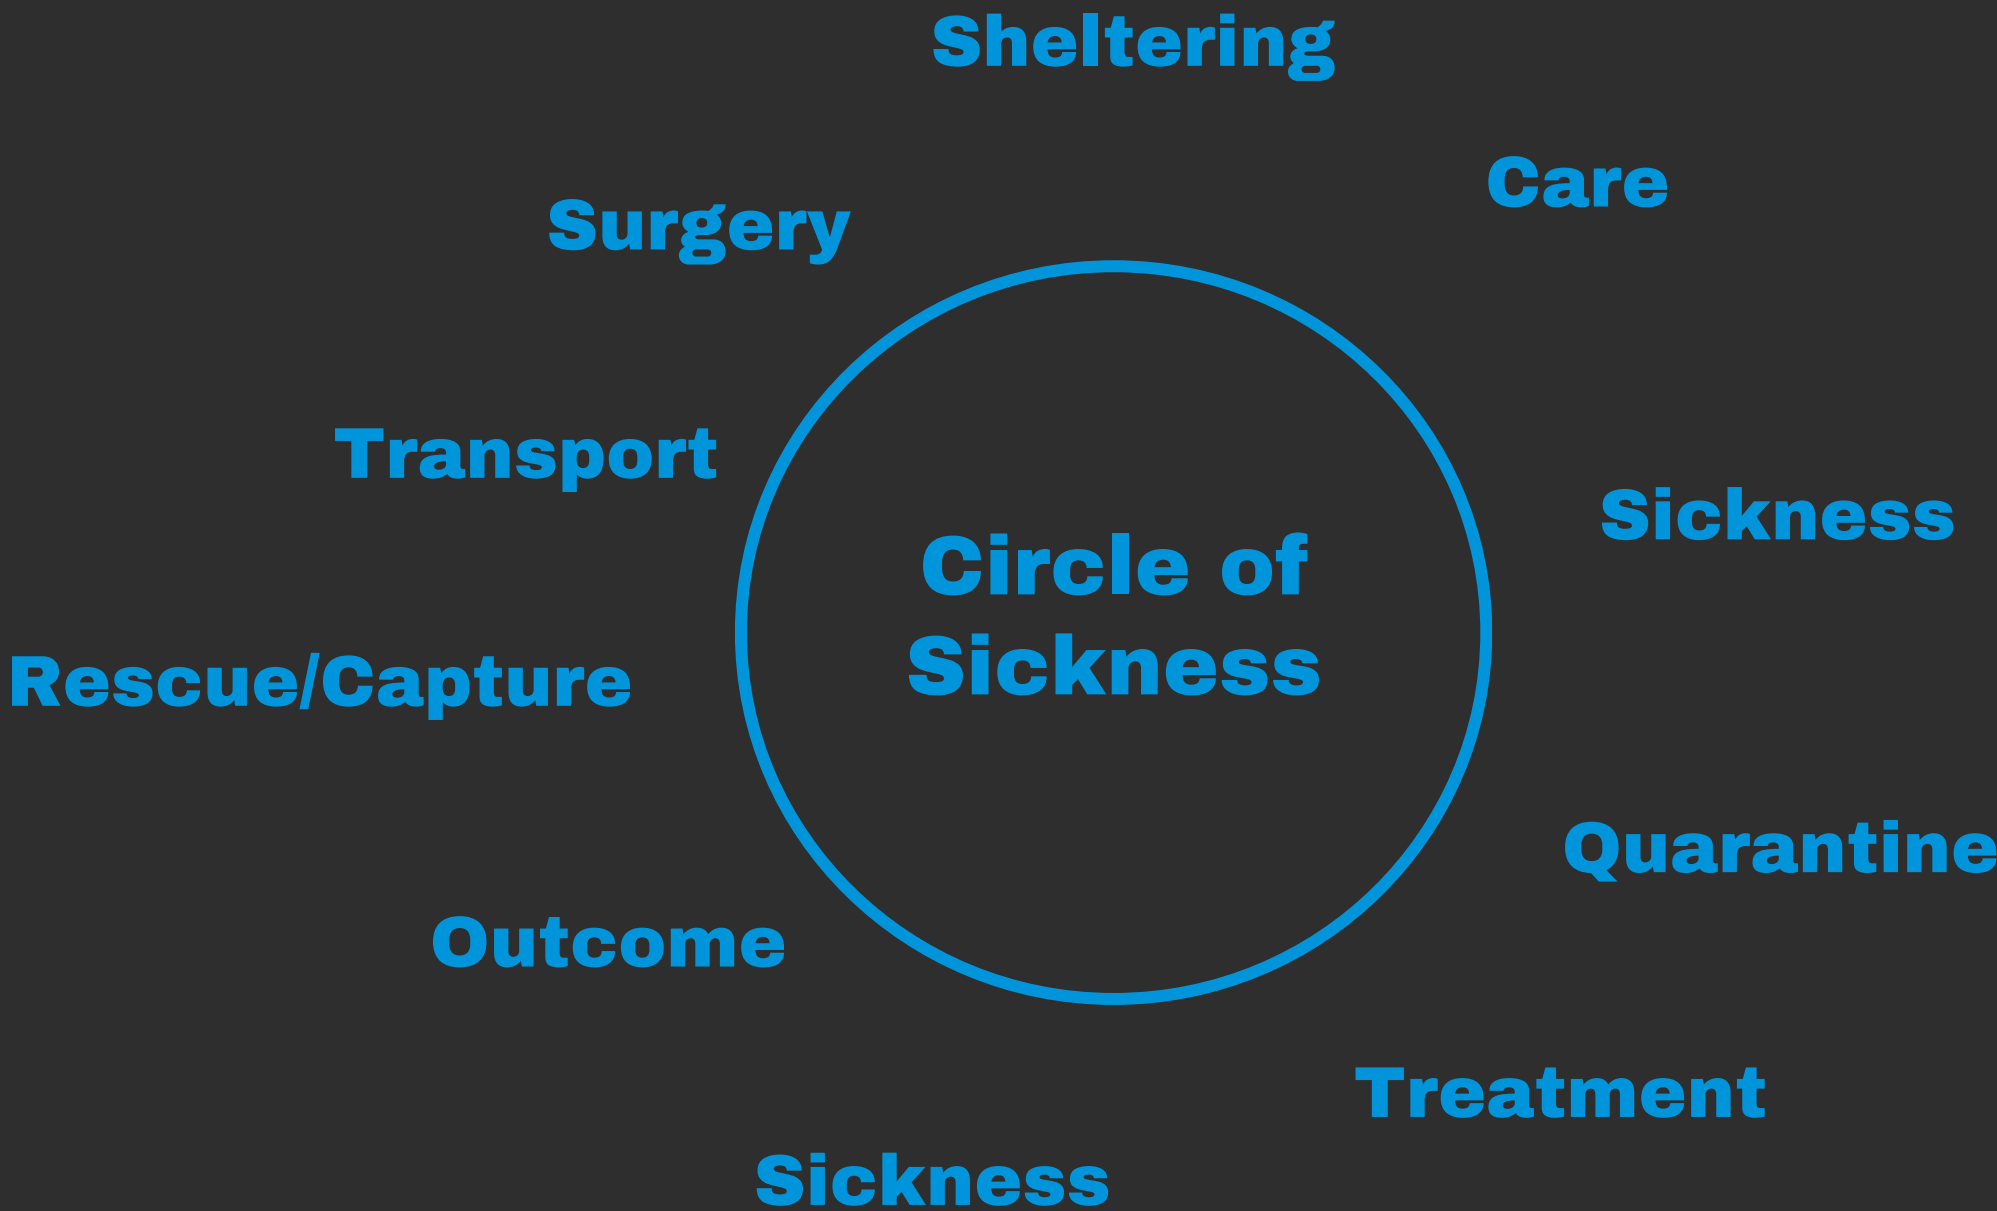 Sheltering
Care
Surgery
Transport
Sickness
Circle of
Sickness
Rescue/Capture
Quarantine
Outcome
Treatment
Sickness